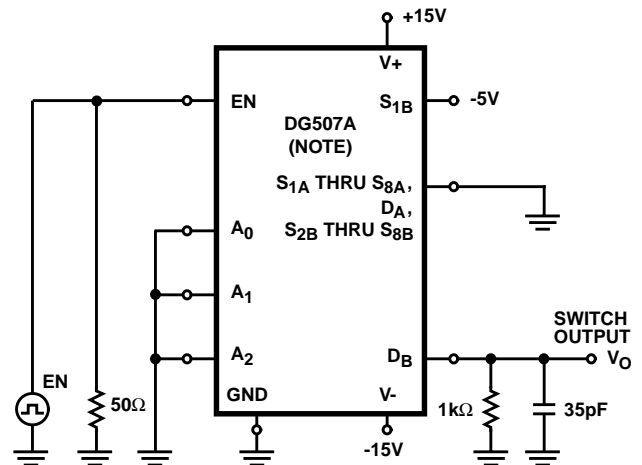 +15V
V+
EN
S1B
-5V
DG507A
(NOTE)
S1A THRU S8A,
DA,
S2B THRU S8B
A0
A1
A2
SWITCH
OUTPUT
DB
VO
EN
50Ω
GND
V-
1kΩ
35pF
-15V